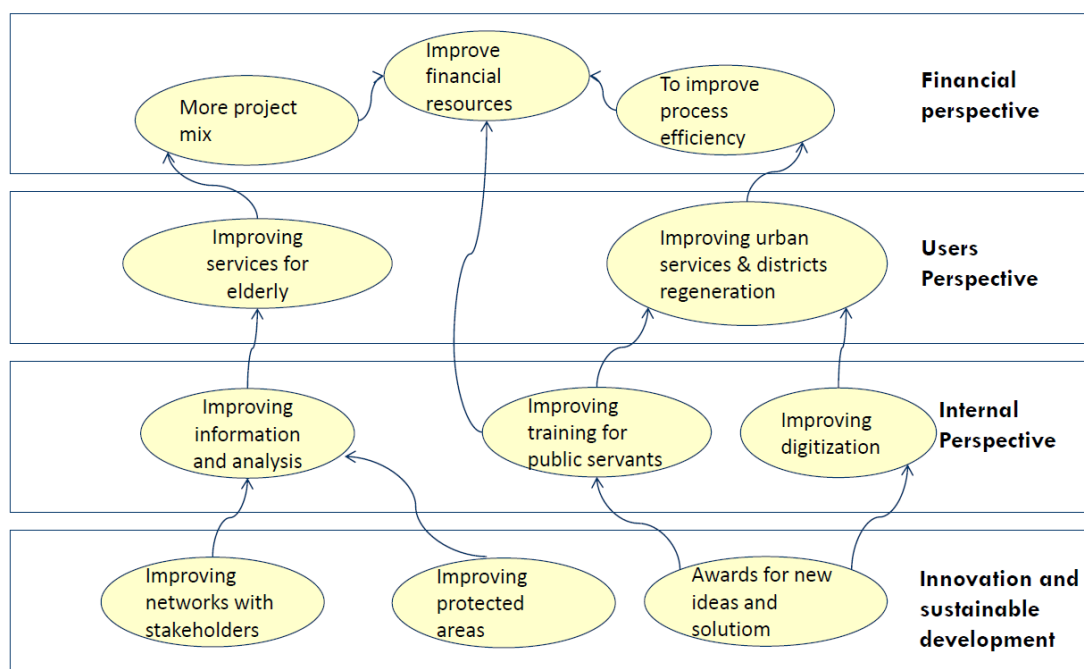 Improve
financial
resources
More project
mix
To improve
process
efficiency
Financial
perspective
Improving
services for
elderly
Improving urban
services & districts
regeneration
Users
Perspective
Improving
information
and analysis
Improving
training for
public servants
Improving
digitization
Internal
Perspective
Improving
networks with
stakeholders
Improving
protected
areas
Awards for new
ideas and
solutiom
Innovation and
sustainable
development